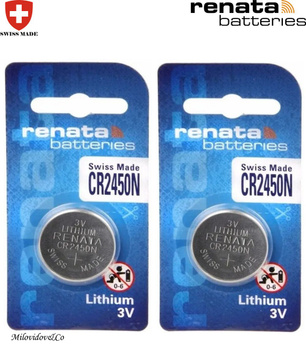 SWISS MADE
renata
batteries
renata
batteries
Swiss Made
CR2450N
3V
LITHIUM
RENATA
CR2450N
SWISS MADE
0-6
Lithium
3V
renata
batteries
Swiss Made
CR2450N
3V
LITHIUM
RENATA
CR2450N
SWISS MADE
0-6
Lithium
3V
Milovidov&Co